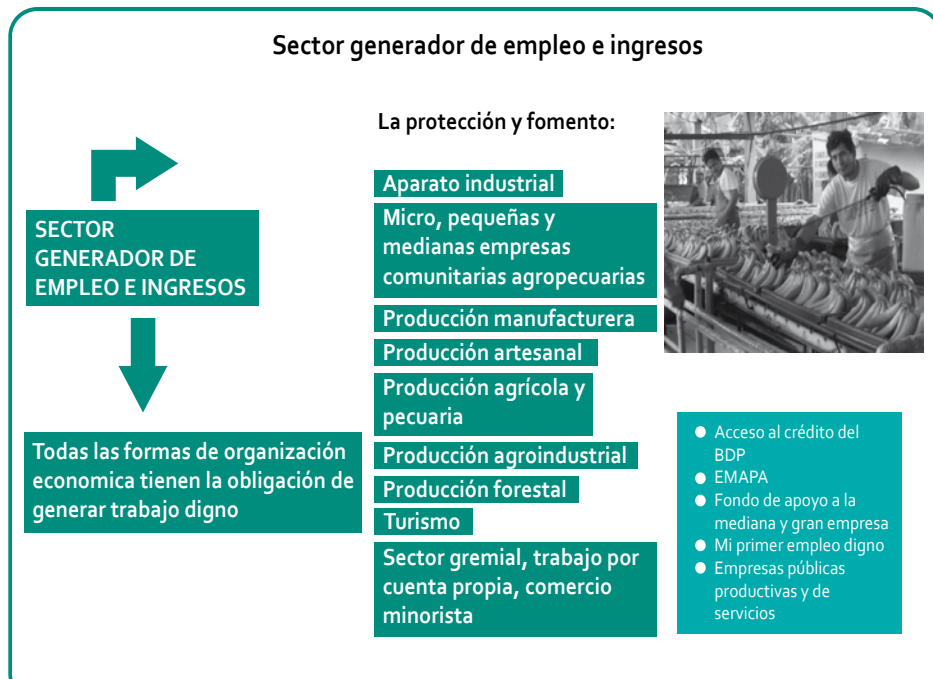 Sector generador de empleo e ingresos
La protección y fomento:
SECTOR
GENERADOR DE
EMPLEO E INGRESOS
Todas las formas de organización
economica tienen la obligación de
generar trabajo digno
Aparato industrial
Micro, pequeñas y
medianas empresas
comunitarias agropecuarias
Producción manufacturera
Producción artesanal
Producción agrícola y
pecuaria
Producción agroindustrial
Producción forestal
Turismo
Sector gremial, trabajo por
cuenta propia, comercio
minorista
Acceso al crédito del
BDP
EMAPA
Fondo de apoyo a la
mediana y gran empresa
Mi primer empleo digno
Empresas públicas
productivas y de
servicios